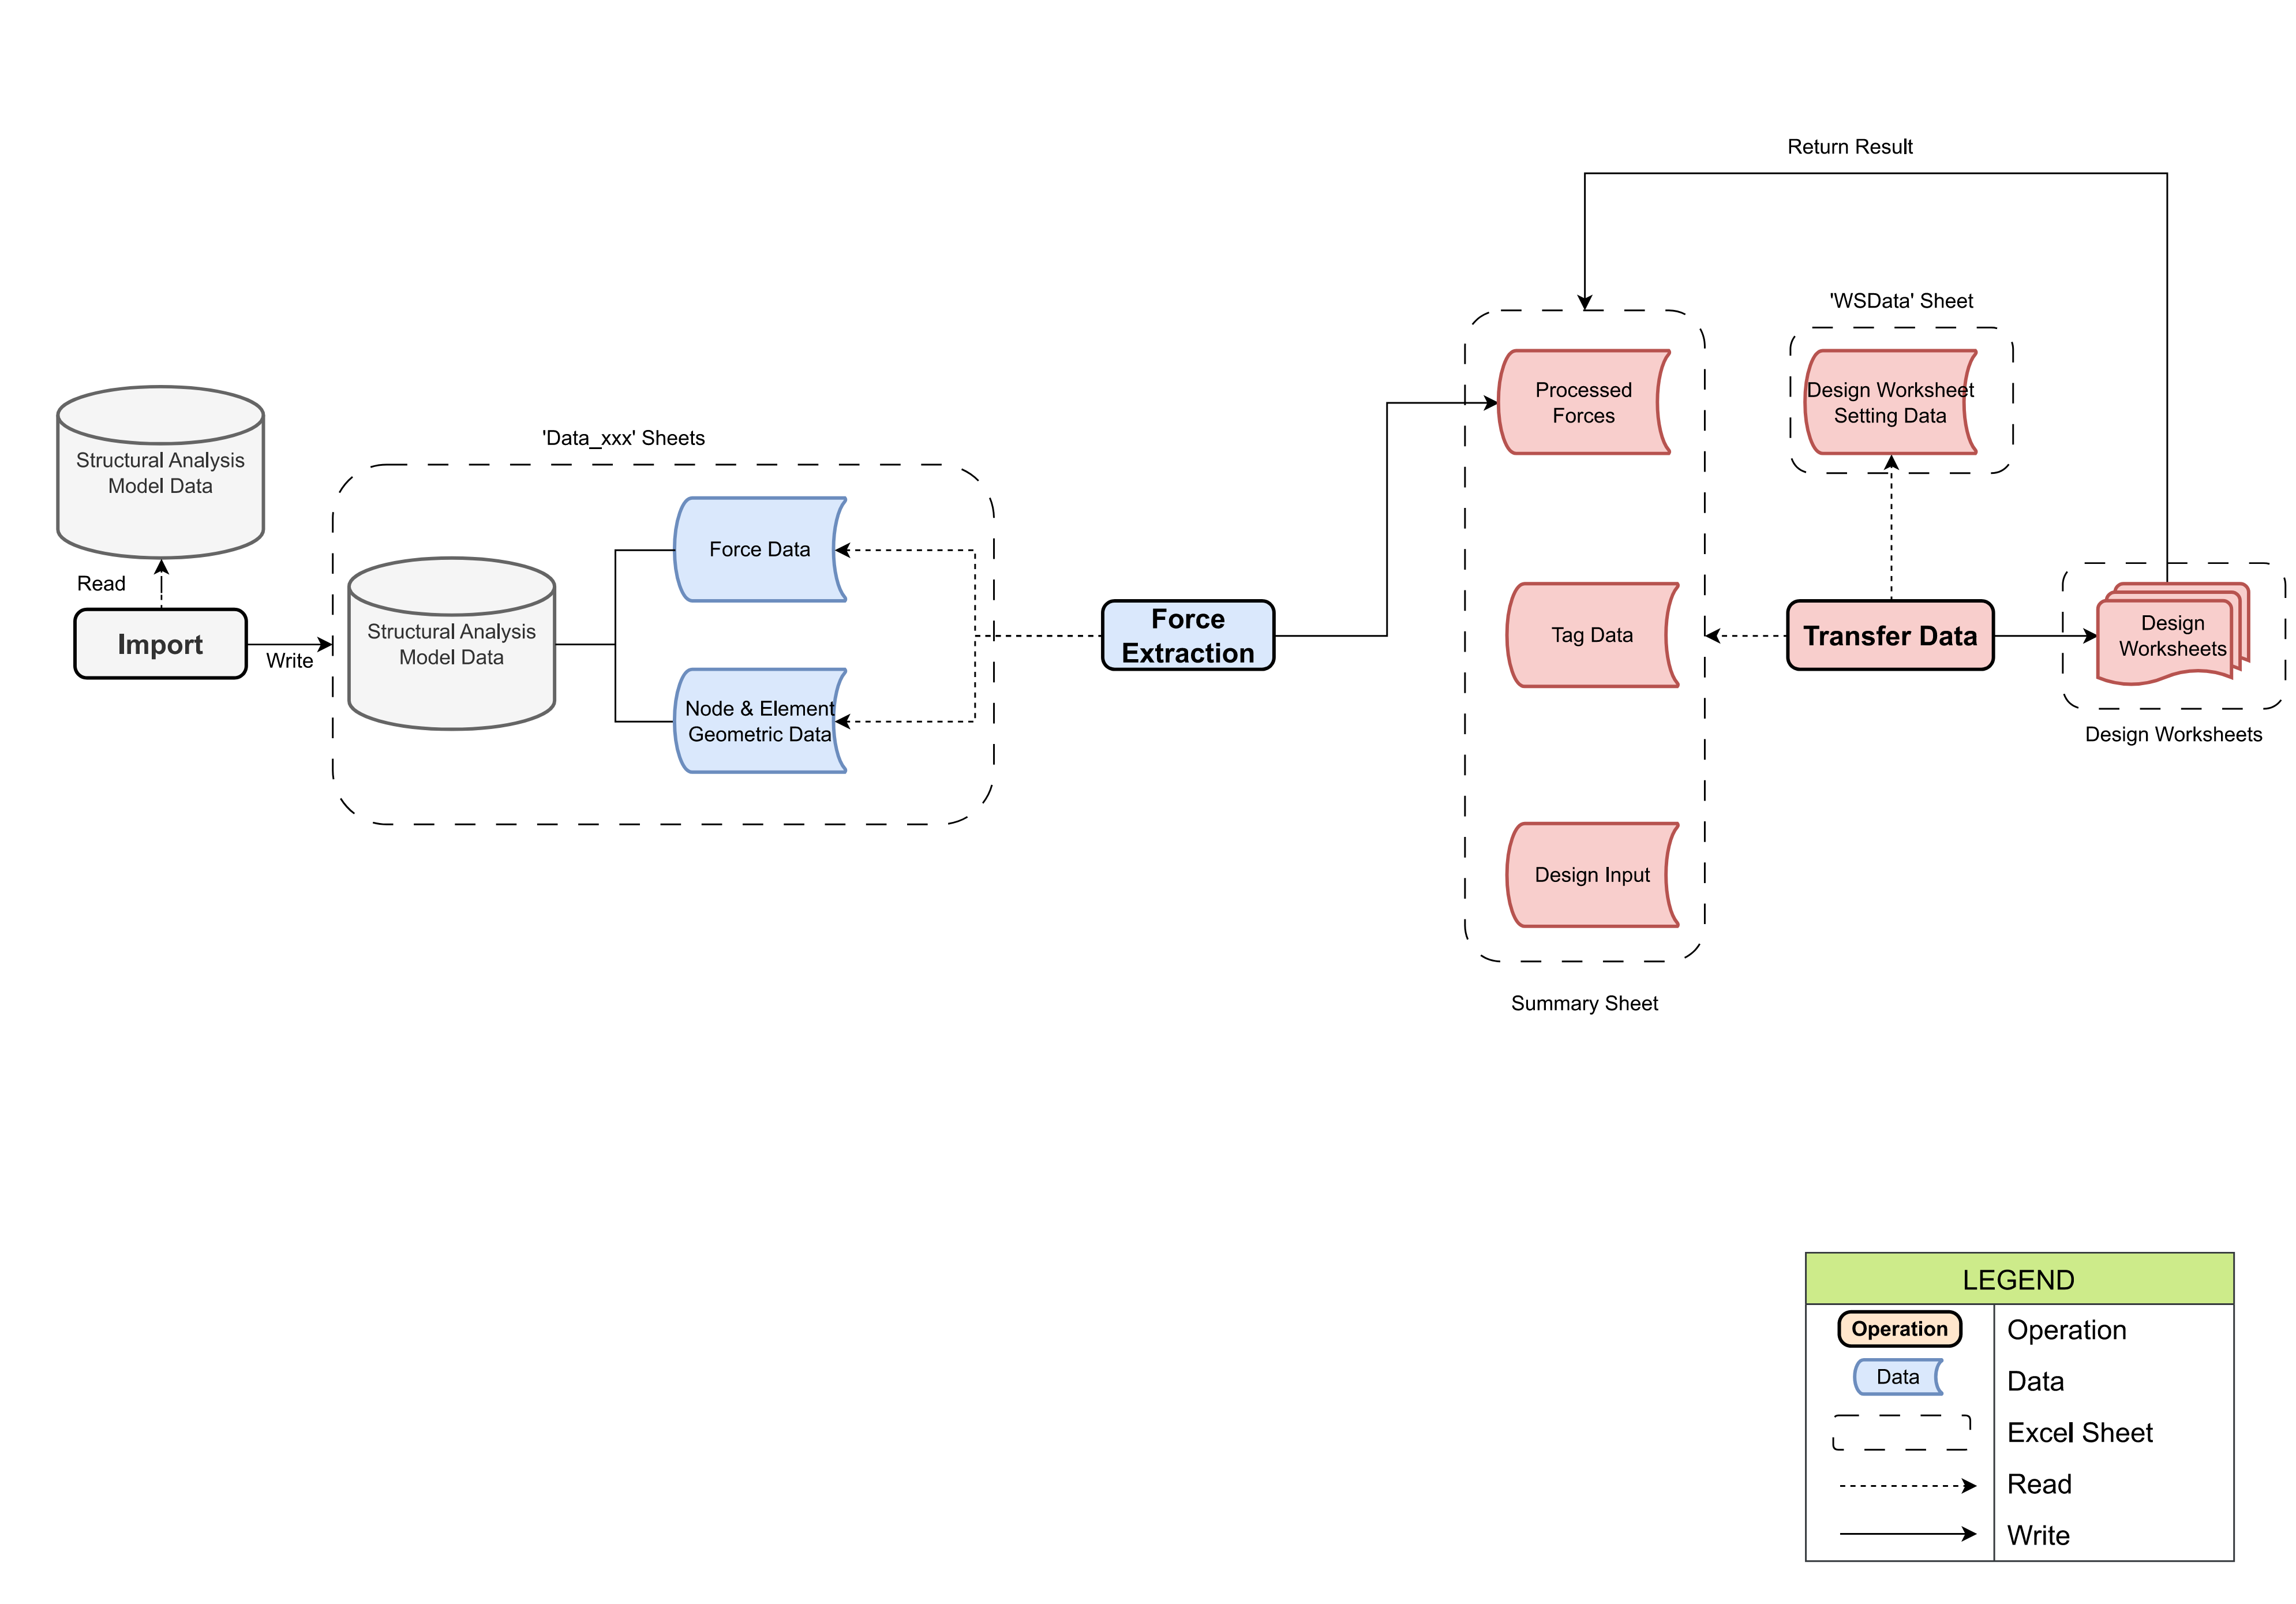 Return Result
'WSData' Sheet
Processed
Forces
Design Worksheet
Setting Data
'Data_xxx' Sheets
Structural Analysis
Model Data
Read
Import
Write
Structural Analysis
Model Data
Force Data
Node & Element
Geometric Data
Force
Extraction
Tag Data
Transfer Data
Design
Worksheets
Design Worksheets
Design Input
Summary Sheet
LEGEND
Operation
Operation
Data
Data
Excel Sheet
Read
Write